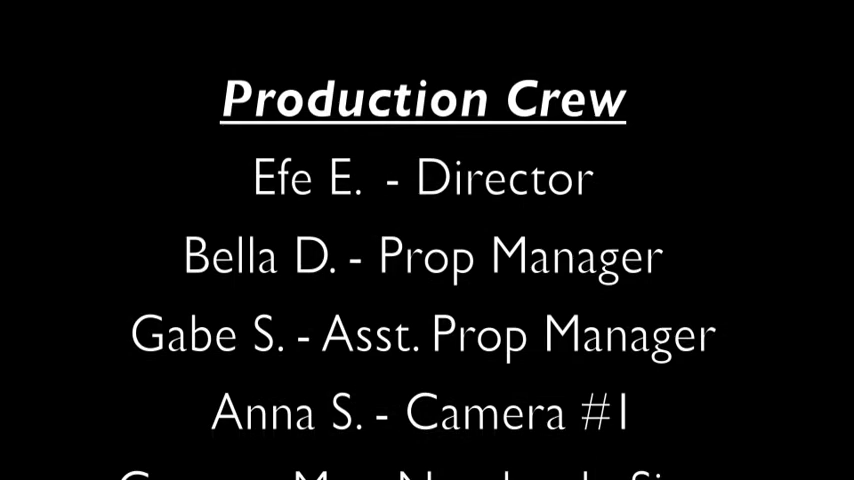 Production Crew
Efe E. - Director
Bella D. - Prop Manager
Gabe S. - Asst. Prop Manager
Anna S. - Camera #1